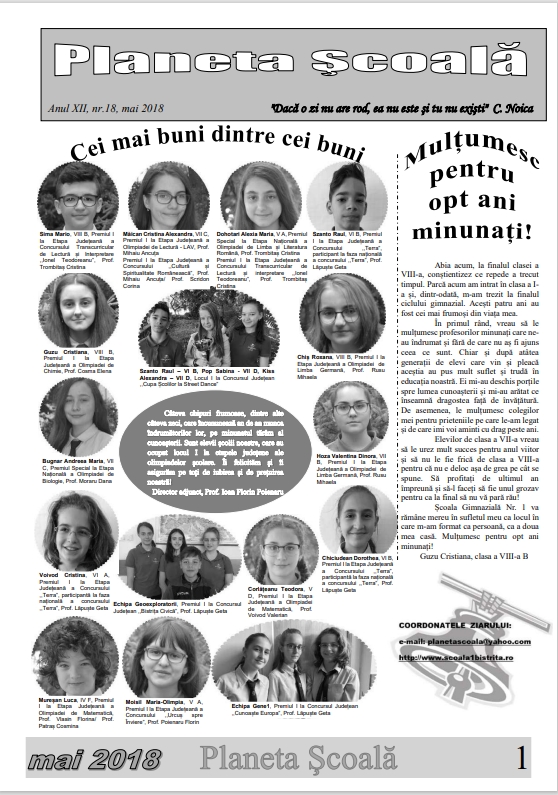 Planeta Şcoală
Anul XII, nr.18, mai 2018
"Dacă o zi nu are rod, ea nu este şi tu nu exişti" C. Noica
Cei mai buni dintre cei buni
Sima Mario, VIII B, Premiul I
la Etapa Judeţeană a
Concursului Transcurricular
de Lectură şi interpretare
„Ionel Teodoreanu”, Prof.
Trombitaş Cristina
Măican Cristina Alexandra, VII C,
Premiul I la Etapa Judeţeană a
Olimpiadei de Lectură - LAV, Prof.
Mihaiu Ancuţa
Premiul I la Etapa Judeţeană a
Concursului „Cultură şi
Spiritualitate Românească”, Prof.
Mihaiu Ancuţa/ Prof. Scridon
Corina
Dohotari Alexia Maria, V A, Premiul
Special la Etapa Naţională a
Olimpiadei de Limba şi Literatura
Română, Prof. Trombitaş Cristina
Premiul I la Etapa Judeţeană a
Concursului Transcurricular de
Lectură şi interpretare „Ionel
Teodoreanu”, Prof. Trombitaş
Cristina
Szanto Raul, VI B, Premiul I
la Etapa Judeţeană a
Concursului „Terra”,
participant la faza naţională
a concursului „Terra”, Prof.
Lăpuşte Geta
Guzu Cristiana, VIII B,
Premiul I la Etapa
Judeţeană a Olimpiadei de
Chimie, Prof. Cozma Elena
Szanto Raul – VI B, Pop Sabina - VII D, Kiss
Alexandra – VII D, Locul I la Concursul Judeţean
„Cupa Şcolilor la Street Dance”
Chiş Roxana, VIII B, Premiul I la
Etapa Judeţeană a Olimpiadei de
Limba Germană, Prof. Rusu
Mihaela
Bugnar Andreea Maria, VII
C, Premiul Special la Etapa
Naţională a Olimpiadei de
Biologie, Prof. Moraru Dana
Câteva chipuri frumoase, dintre alte
câteva zeci, care încununează an de an munca
îndrumătorilor lor, pe minunatul tărâm al
cunoaşterii. Sunt elevii şcolii noastre, care au
ocupat locul I la etapele judeţene ale
olimpiadelor şcolare. Îi felicităm şi îi
asigurăm pe toţi de iubirea şi de preţuirea
noastră!
Director adjunct, Prof. Ioan Florin Poienaru
Hoza Valentina Dinora, VII
B, Premiul I la Etapa
Judeţeană a Olimpiadei de
Limba Germană, Prof. Rusu
Mihaela
Voivod Cristina, VI A,
Premiul I la Etapa
Judeţeană a Concursului
„Terra”, participantă la faza
naţională a concursului
„Terra”, Prof. Lăpuşte Geta
Echipa Geoexploratorii, Premiul I la Concursul
Judeţean „Bistriţa Civică”, Prof. Lăpuşte Geta
Corlăţeanu Teodora, V
D, Premiul I la Etapa
Judeţeană a Olimpiadei
de Matematică, Prof.
Voivod Valerian
Chiciudean Dorothea, VI B,
Premiul I la Etapa Judeţeană
a Concursului „Terra”,
participantă la faza naţională
a concursului „Terra”, Prof.
Lăpuşte Geta
Mureşan Luca, IV F, Premiul
I la Etapa Judeţeană a
Olimpiadei de Matematică,
Prof. Vlasin Florina/ Prof.
Patraş Cosmina
Moisil Maria-Olimpia, V A,
Premiul I la Etapa Judeţeană a
Concursului „Urcuş spre
Înviere”, Prof. Poienaru Florin
Echipa Gene1, Premiul I la Concursul Judeţean
„Cunoaşte Europa”, Prof. Lăpuşte Geta
Mulţumesc
pentru
opt ani
minunaţi!
Abia acum, la finalul clasei a
VIII-a, conştientizez ce repede a trecut
timpul. Parcă acum am intrat în clasa a I-
a şi, dintr-odată, m-am trezit la finalul
ciclului gimnazial. Aceşti patru ani au
fost cei mai frumoşi din viaţa mea.
În primul rând, vreau să le
mulţumesc profesorilor minunaţi care ne-
au îndrumat şi fără de care nu aş fi ajuns
ceea ce sunt. Chiar şi după atâtea
generaţii de elevi care vin şi pleacă
aceştia au pus mult suflet şi trudă în
educaţia noastră. Ei mi-au deschis porţile
spre lumea cunoaşterii şi mi-au arătat ce
înseamnă dragostea faţă de învăţătură.
De asemenea, le mulţumesc colegilor
mei pentru prieteniile pe care le-am legat
şi de care îmi voi aminti cu drag peste ani.
Elevilor de clasa a VII-a vreau
să le urez mult succes pentru anul viitor
şi să nu le fie frică de clasa a VIII-a
pentru că nu e deloc aşa de grea pe cât se
spune. Să profitaţi de ultimul an
împreună şi să-l faceţi să fie unul grozav
pentru ca la final să nu vă pară rău!
Şcoala Gimnazială Nr. 1 va
rămâne mereu în sufletul meu ca locul în
care m-am format ca persoană, ca a doua
mea casă. Mulţumesc pentru opt ani
minunaţi!
Guzu Cristiana, clasa a VIII-a B
COORDONATELE ZIARULUI:
e-mail: planetascoala@yahoo.com
http://www.scoala1bistrita.ro
mai 2018
Planeta Şcoală
1